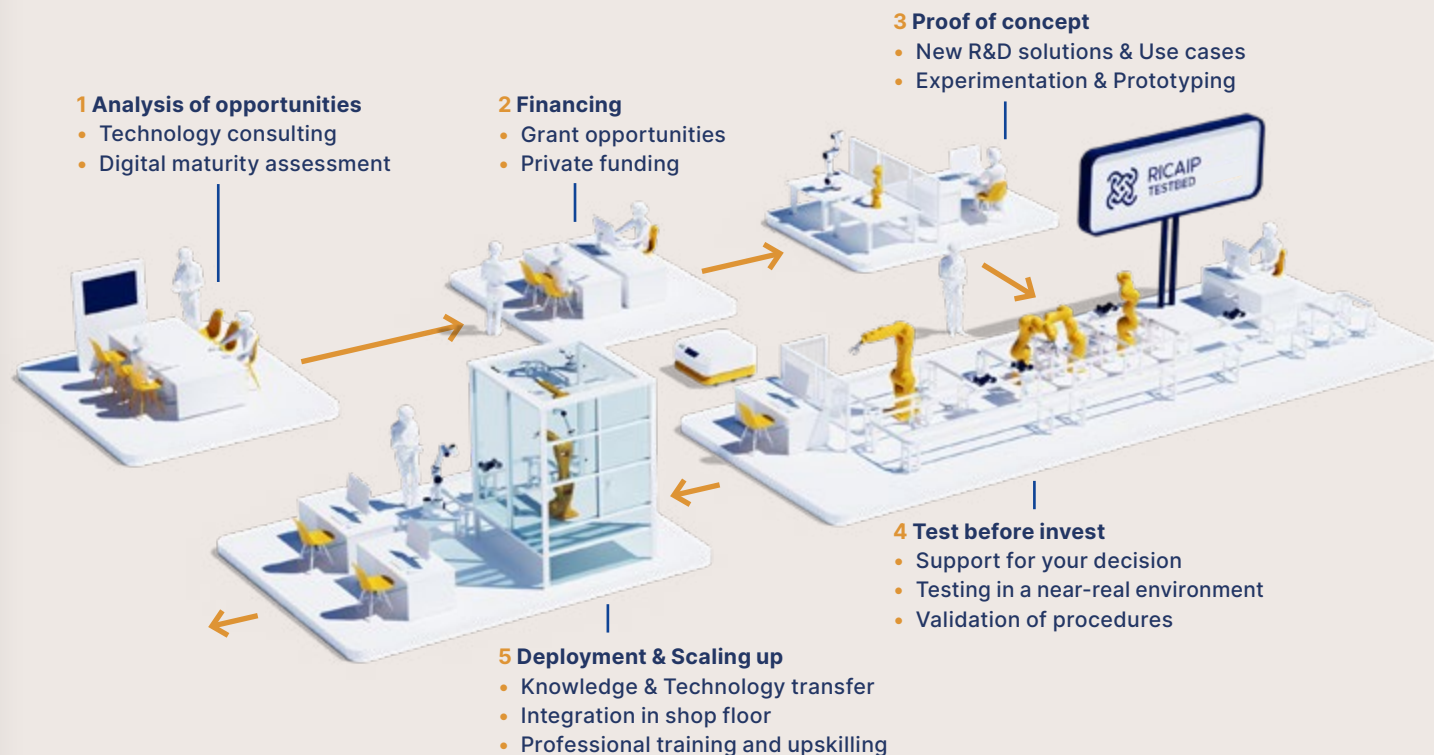 1 Analysis of opportunities
• Technology consulting
• Digital maturity assessment
2 Financing
• Grant opportunities
• Private funding
3 Proof of concept
• New R&D solutions & Use cases
• Experimentation & Prototyping
RICAIP
TESTBED
4 Test before invest
• Support for your decision
• Testing in a near-real environment
• Validation of procedures
5 Deployment & Scaling up
• Knowledge & Technology transfer
• Integration in shop floor
• Professional training and upskilling